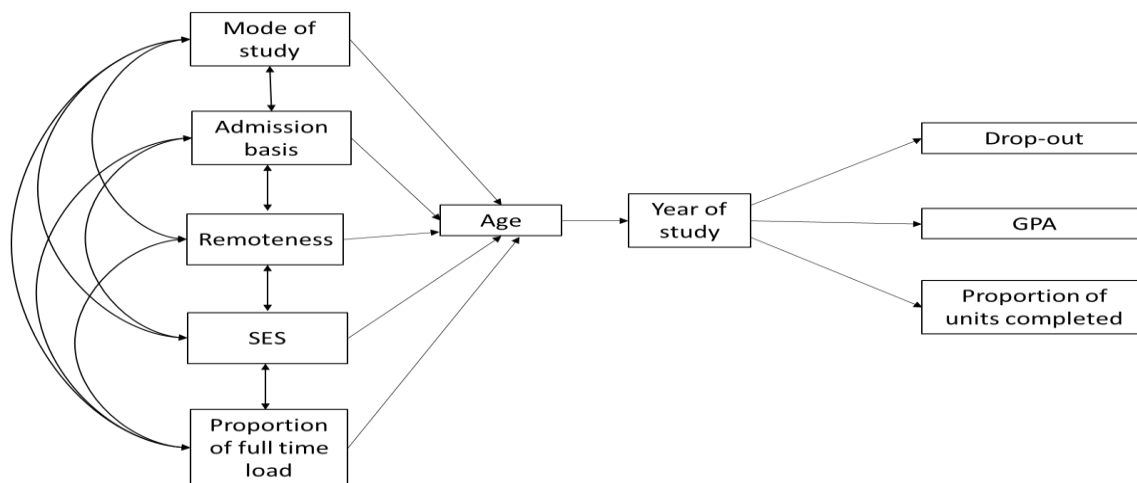 Mode of
study
Admission
basis
Remoteness
SES
Proportion
of full time
load
Age
Year of
study
Drop-out
GPA
Proportion of
units completed